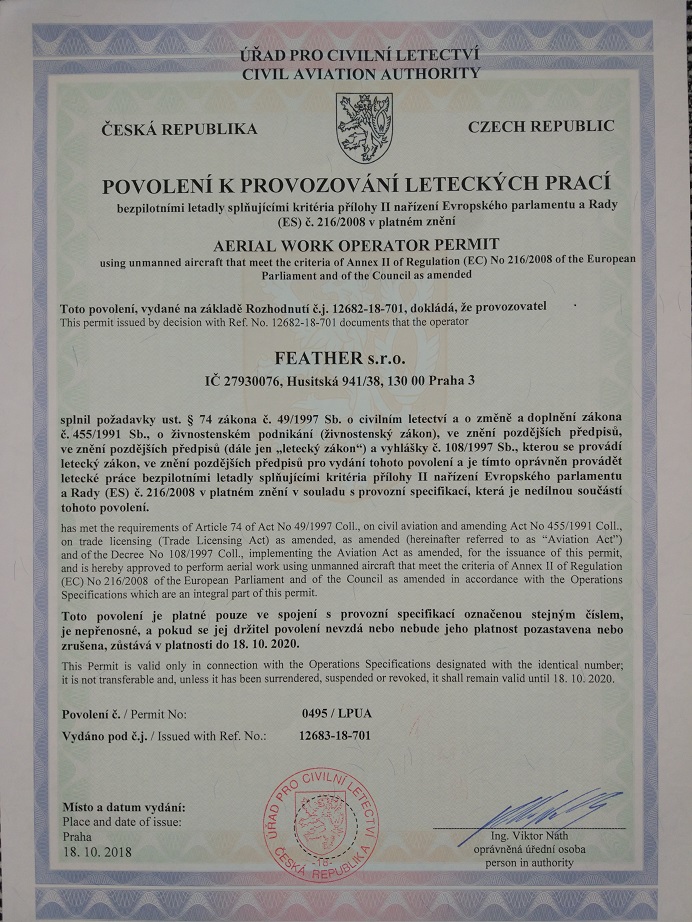 ÚŘAD PRO CIVILNÍ LETECTVÍ
CIVIL AVIATION AUTHORITY
ČESKÁ REPUBLIKA
CZECH REPUBLIC
POVOLENÍ K PROVOZOVÁNÍ LETECKÝCH PRACÍ
bezpilotními letadly splňujícími kritéria přílohy II nařízení Evropského parlamentu a Rady
(ES) č. 216/2008 v platném znění
AERIAL WORK OPERATOR PERMIT
using unmanned aircraft that meet the criteria of Annex II of Regulation (EC) No 216/2008 of the European
Parliament and of the Council as amended
Toto povolení, vydané na základě Rozhodnutí č.j. 12682-18-701, dokládá, že provozovatel
This permit issued by decision with Ref. No. 12682-18-701 documents that the operator
FEATHER s.r.o.
IČ 27930076, Husitská 941/38, 130 00 Praha 3
splnil požadavky ust. § 74 zákona č. 49/1997 Sb. o civilním letectví a o změně a doplnění zákona
č. 455/1991 Sb., o živnostenském podnikání (živnostenský zákon), ve znění pozdějších předpisů,
ve znění pozdějších předpisů (dále jen „letecký zákon“) a vyhlášky č. 108/1997 Sb., kterou se provádí
letecký zákon, ve znění pozdějších předpisů pro vydání tohoto povolení a je tímto oprávněn provádět
letecké práce bezpilotními letadly splňujícími kritéria přílohy II nařízení Evropského parlamentu
a Rady (ES) č. 216/2008 v platném znění v souladu s provozní specifikací, která je nedílnou součástí
tohoto povolení.
has met the requirements of Article 74 of Act No 49/1997 Coll., on civil aviation and amending Act No 455/1991 Coll.,
on trade licensing (Trade Licensing Act) as amended, as amended (hereinafter referred to as “Aviation Act”)
and of the Decree No 108/1997 Coll., implementing the Aviation Act as amended, for the issuance of this permit,
and is hereby approved to perform aerial work using unmanned aircraft that meet the criteria of Annex II of Regulation
(EC) No 216/2008 of the European Parliament and of the Council as amended in accordance with the Operations
Specifications which are an integral part of this permit.
Toto povolení je platné pouze ve spojení s provozní specifikací označenou stejným číslem,
je nepřenosné, a pokud se jej držitel povolení nevzdá nebo nebude jeho platnost pozastavena nebo
zrušena, zůstává v platnosti do 18. 10. 2020.
This Permit is valid only in connection with the Operations Specifications designated with the identical number;
it is not transferable and, unless it has been surrendered, suspended or revoked, it shall remain valid until 18. 10. 2020.
Povolení č. / Permit No: 0495 / LPUA
Vydáno pod č.j. / Issued with Ref. No.: 12683-18-701
Místo a datum vydání:
Place and date of issue:
Praha
18. 10. 2018
ÚŘAD PRO CIVILNÍ LETECTVÍ
-18-
ČESKÁ REPUBLIKA
Ing. Viktor Nath
oprávněná úřední osoba
person in authority